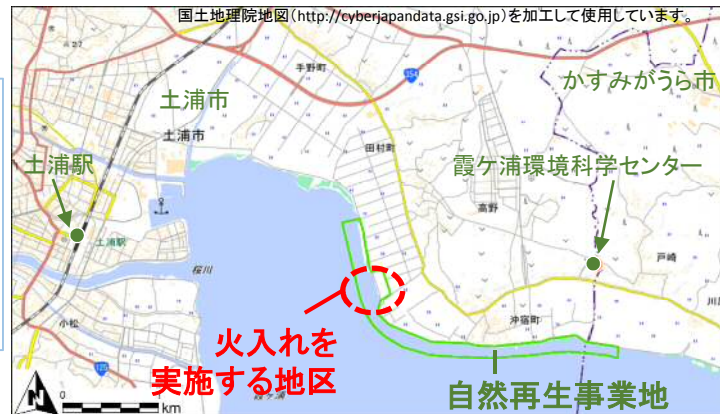 国土地理院地図(http://cyberjapandata.gsi.go.jp)を加工して使用しています。
手野町
354
かすみがうら市
土浦市
土浦市
田村町
土浦駅
霞ケ浦環境科学センター
高野
土浦駅
戸崎
桜川
沖宿町
小松
火入れを
実施する地区
125
霞ケ浦
自然再生事業地
0
1
km